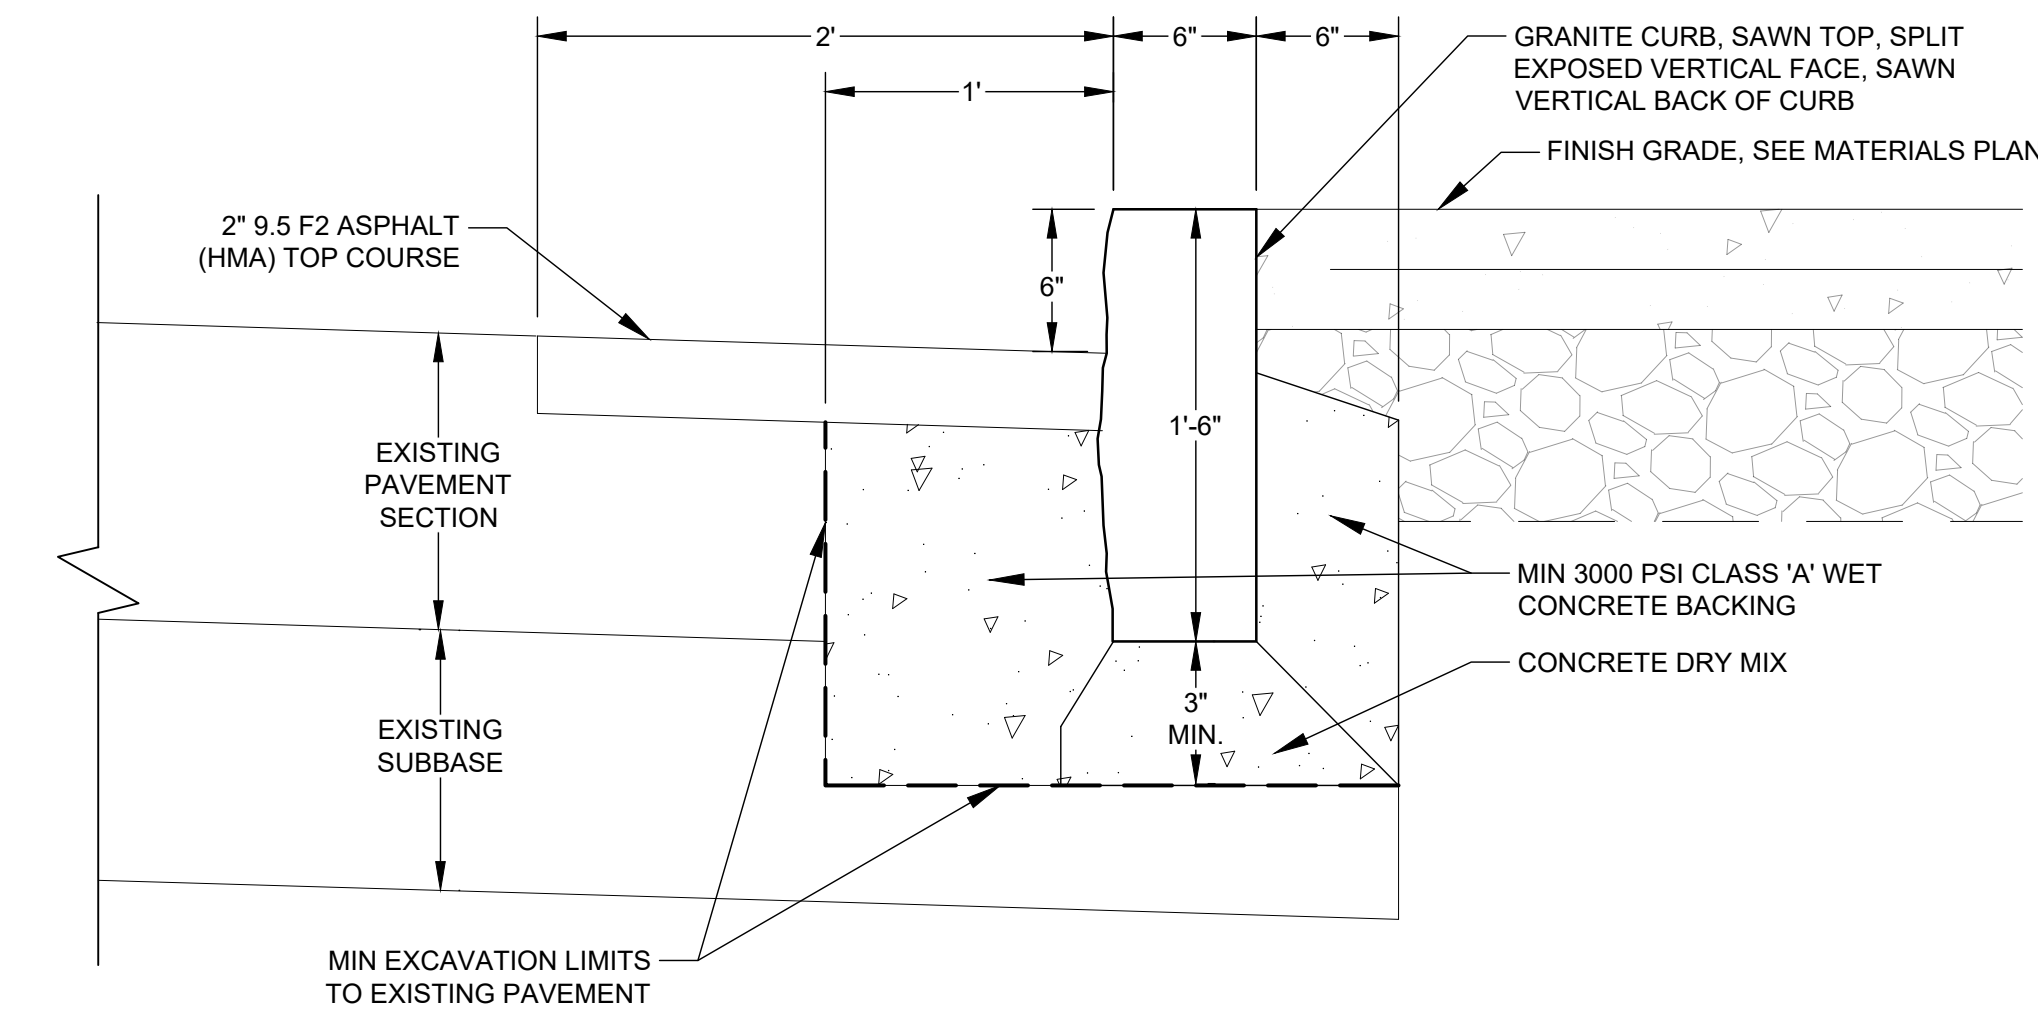 2'
6"
6"
1'
GRANITE CURB, SAWN TOP, SPLIT
EXPOSED VERTICAL FACE, SAWN
VERTICAL BACK OF CURB
FINISH GRADE, SEE MATERIALS PLAN
2" 9.5 F2 ASPHALT
(HMA) TOP COURSE
6"
1'-6"
EXISTING
PAVEMENT
SECTION
MIN 3000 PSI CLASS 'A' WET
CONCRETE BACKING
CONCRETE DRY MIX
3"
MIN.
EXISTING
SUBBASE
MIN EXCAVATION LIMITS
TO EXISTING PAVEMENT